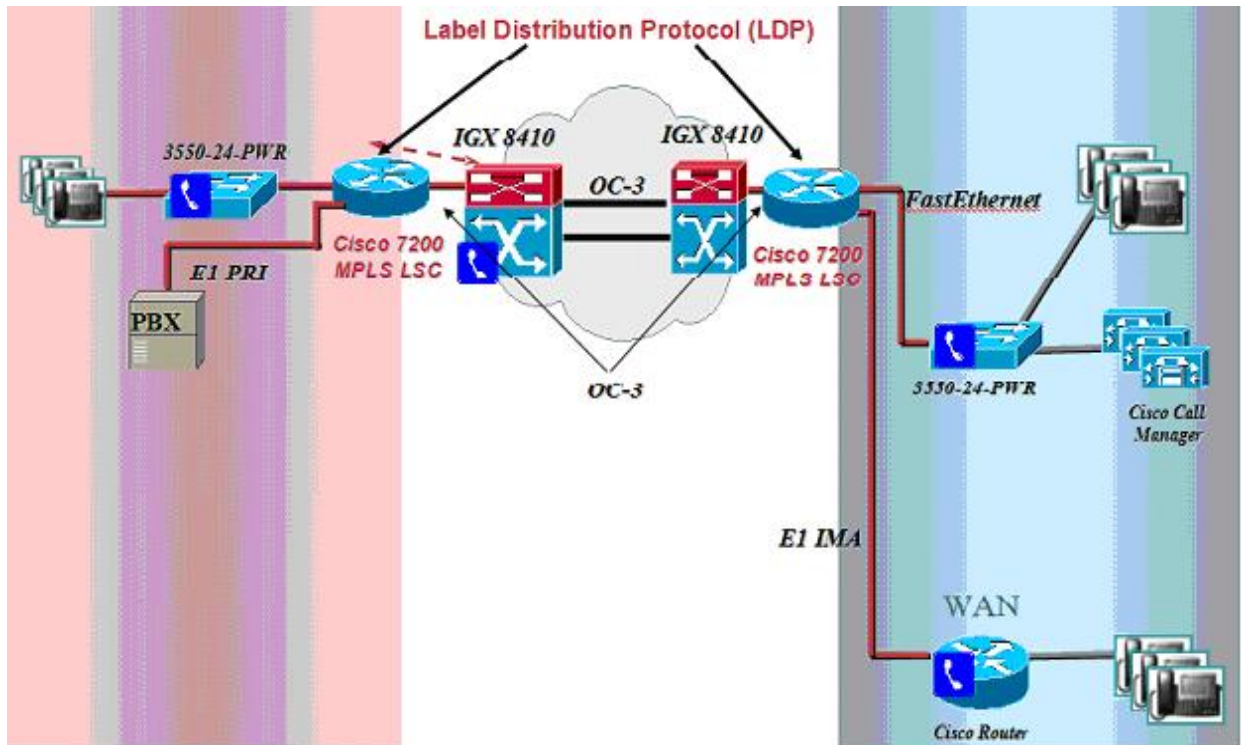 Label Distribution Protocol (LDP)
IGX 8410
IGX 8410
3550-24-PWR
OC-3
FastEthernet
Cisco 7200
MPLS LSC
Cisco 7200
MPLS LSC
E1 PRI
PBX
OC-3
3550-24-PWR
Cisco Call
Manager
E1 IMA
WAN
Cisco Router